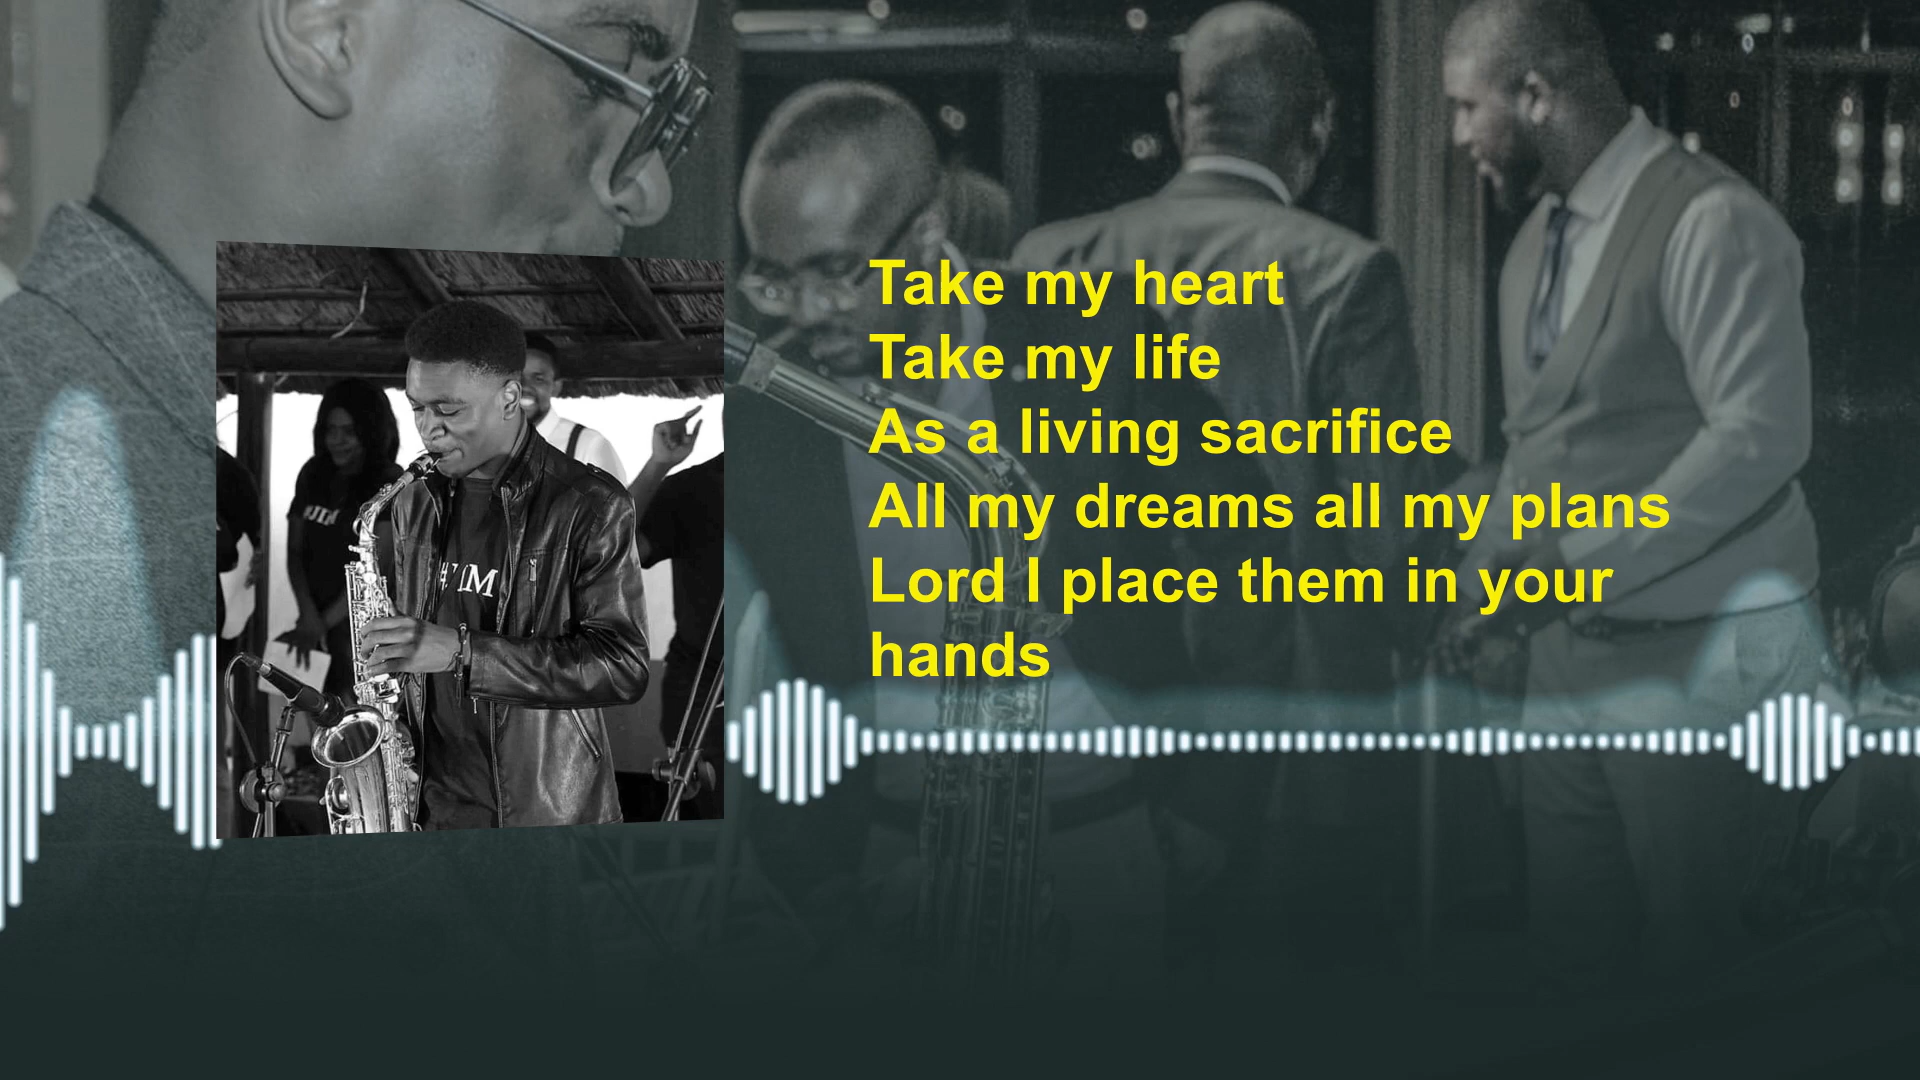 Take my heart
Take my life
As a living sacrifice
All my dreams all my plans
Lord I place them in your
hands